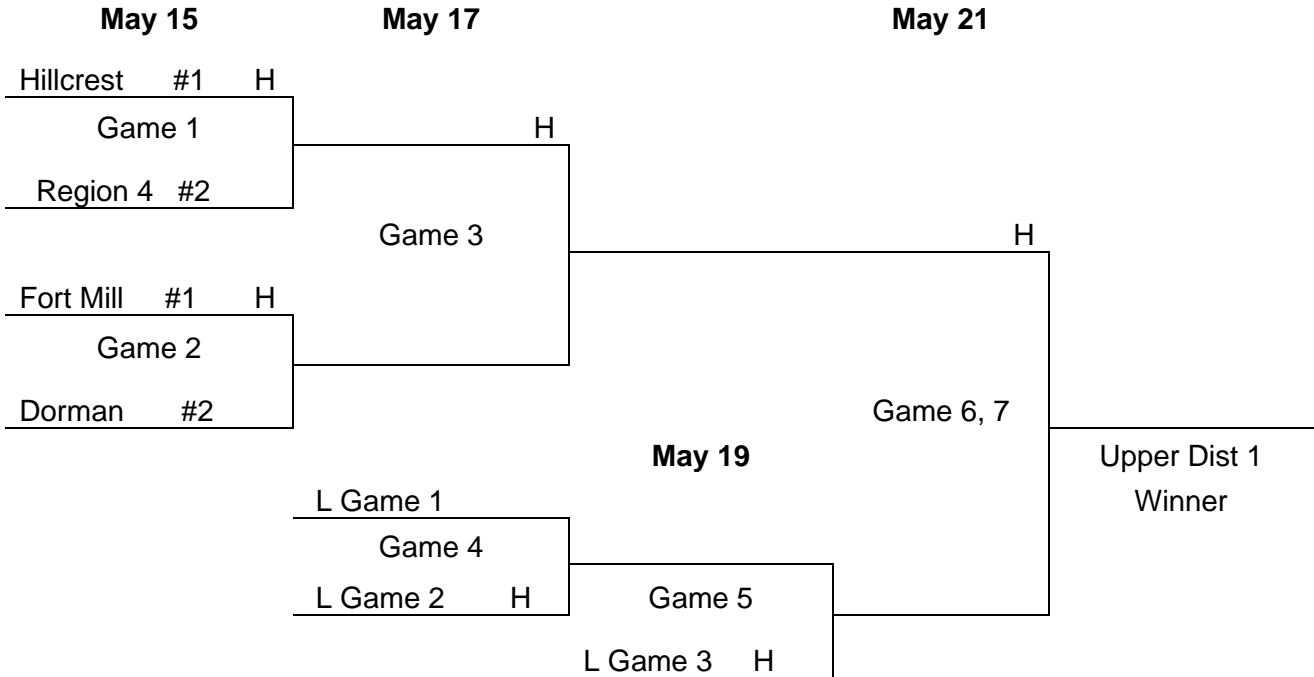 May 15 May 17 May 21
Hillcrest #1 H
Game 1 H
Region 4 #2
Game 3 H
Fort Mill #1 H
Game 2
Dorman #2 Game 6, 7
May 19 Upper Dist 1
L Game 1 Winner
Game 4
L Game 2 H Game 5
L Game 3 H